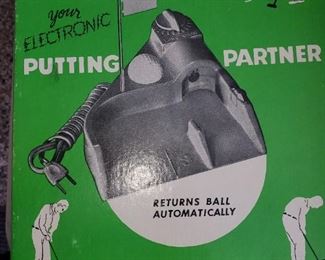 your
ELECTRONIC
PUTTING PARTNER
RETURNS BALL
AUTOMATICALLY